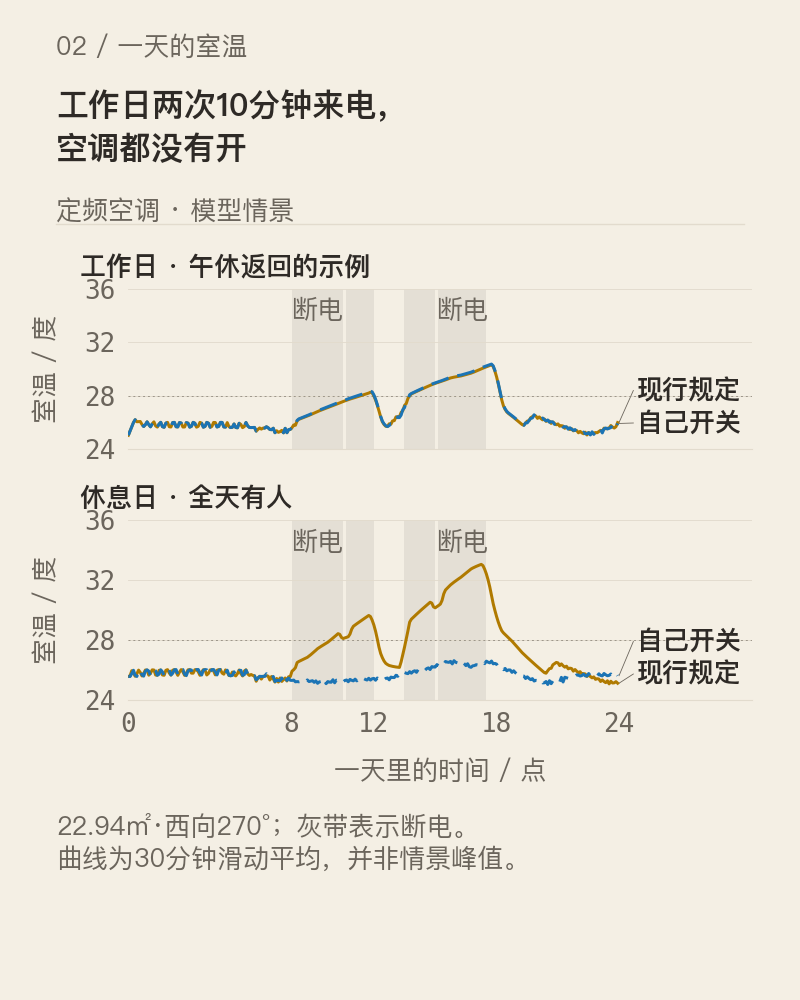 02 / 一天的室温
工作日两次10分钟来电，
空调都没有开
定频空调 · 模型情景
工作日 · 午休返回的示例
36
32
28
24
室温 / 度
断电
断电
现行规定
自己开关
休息日 · 全天有人
36
32
28
24
室温 / 度
断电
断电
自己开关
现行规定
0 8 12 18 24
一天里的时间 / 点
22.94㎡·西向270°；灰带表示断电。
曲线为30分钟滑动平均，并非情景峰值。